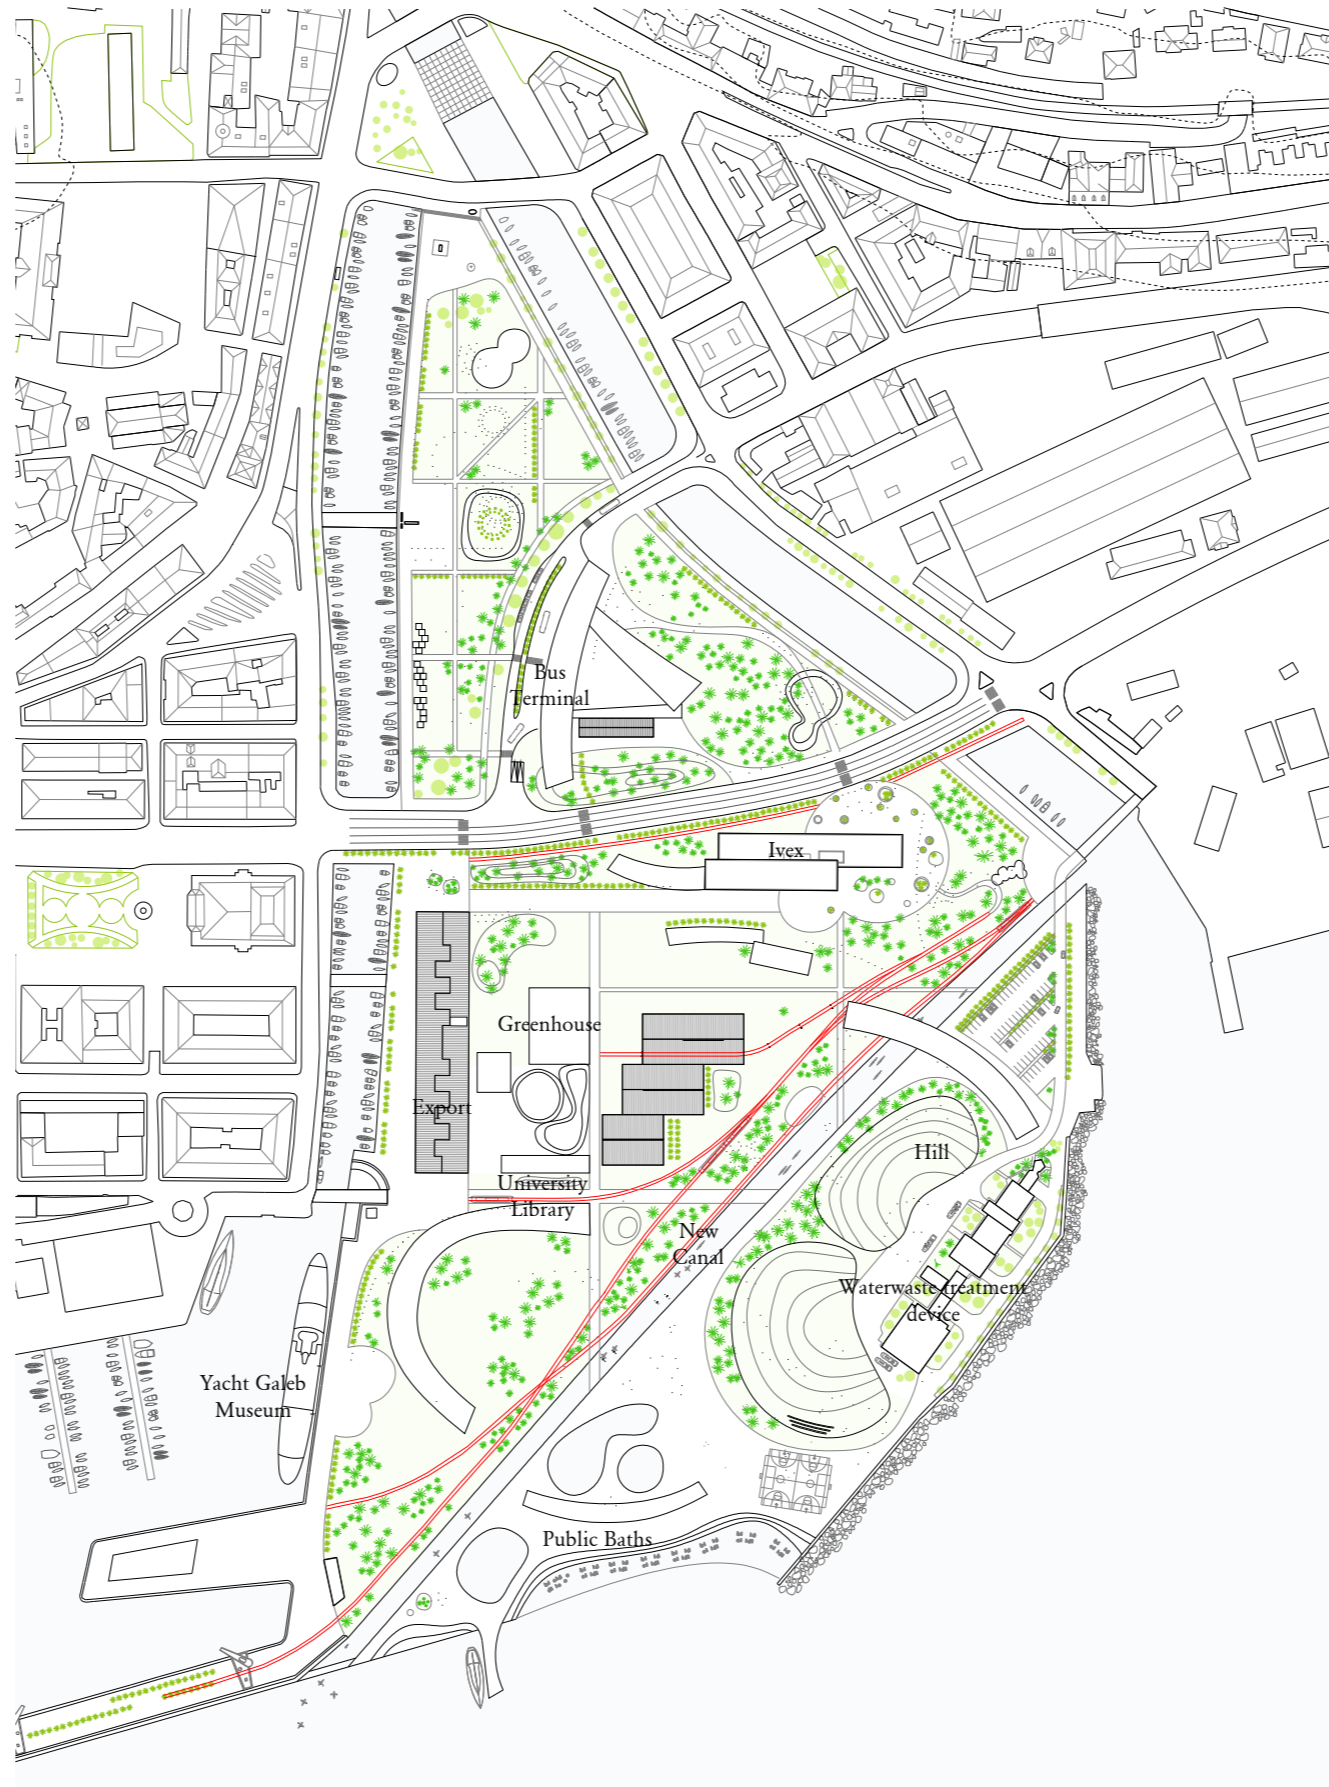 Bus
Terminal
Ivex
Greenhouse
Export
Hill
University
Library
New
Canal
Waterwaste treatment
device
Yacht Galeb
Museum
Public Baths